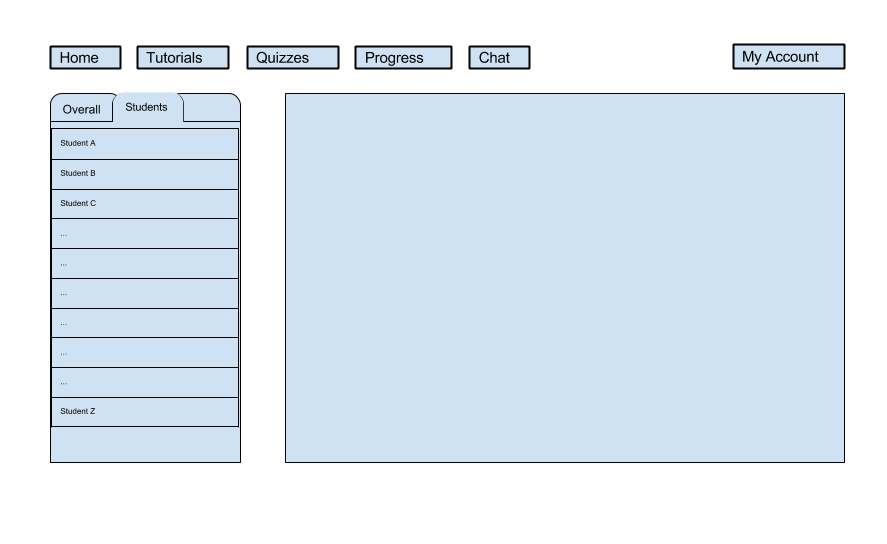 Home Tutorials Quizzes Progress Chat My Account
Overall Students
Student A
Student B
Student C
...
...
...
...
...
...
Student Z